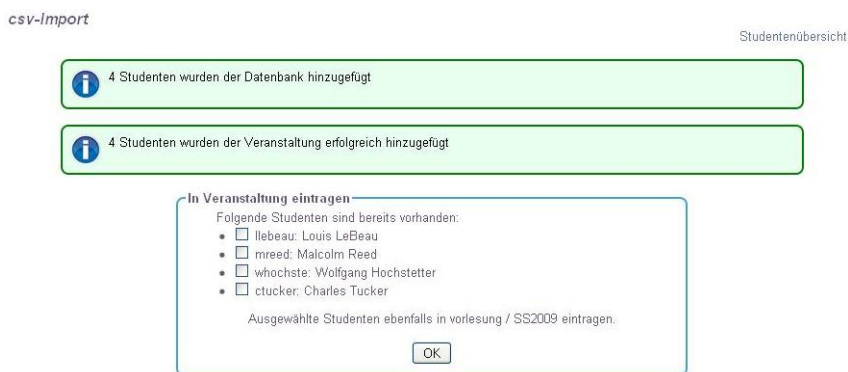 csv-Import
Studentenübersicht
4 Studenten wurden der Datenbank hinzugefügt
4 Studenten wurden der Veranstaltung erfolgreich hinzugefügt
In Veranstaltung eintragen
Folgende Studenten sind bereits vorhanden:
llebeau: Louis LeBeau
mreed: Malcolm Reed
whochste: Wolfgang Hochstetter
ctucker: Charles Tucker
Ausgewählte Studenten ebenfalls in vorlesung / SS2009 eintragen.
OK